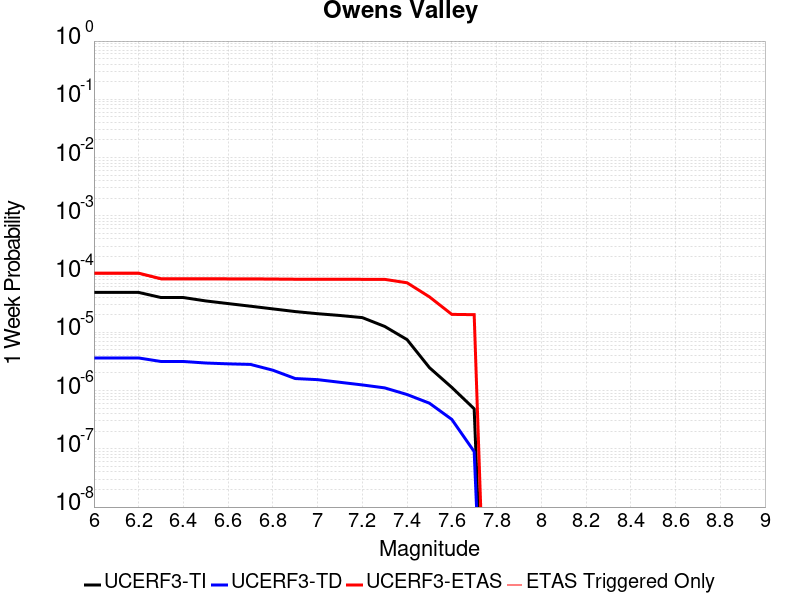 Owens Valley
1 Week Probability
10 0
10 -1
10 -2
10 -3
10 -4
10 -5
10 -6
10 -7
10 -8
6 6.2 6.4 6.6 6.8 7 7.2 7.4 7.6 7.8 8 8.2 8.4 8.6 8.8 9
Magnitude
UCERF3-TI UCERF3-TD UCERF3-ETAS ETAS Triggered Only